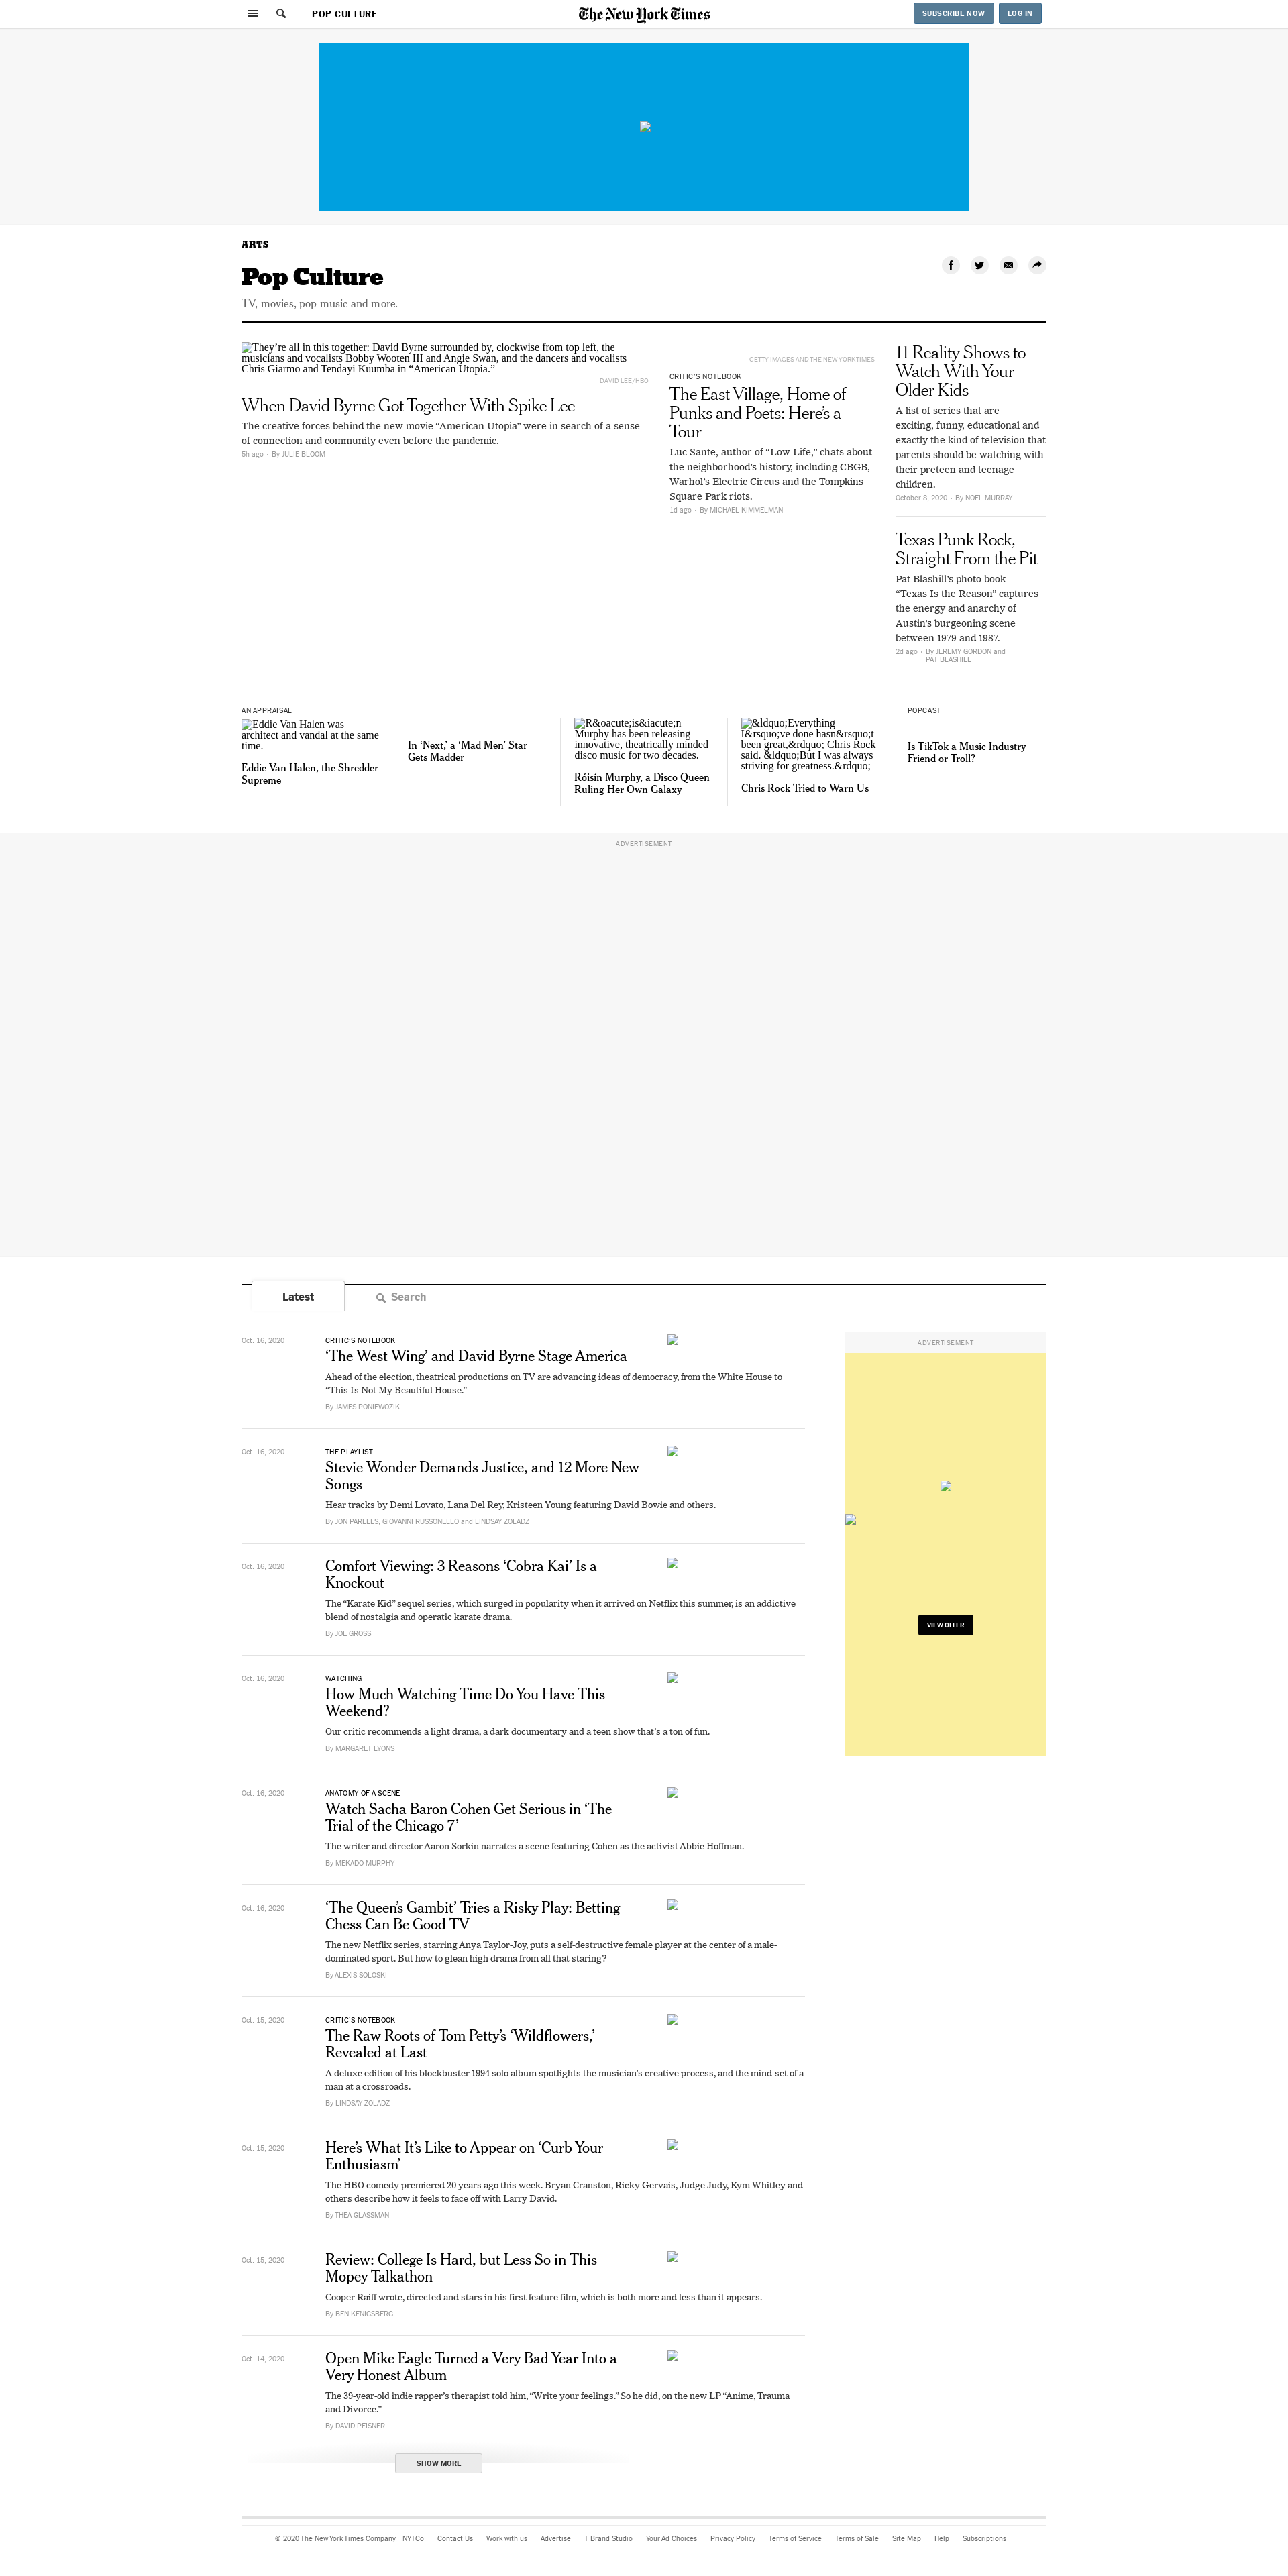 POP CULTURE
The New York Times
SUBSCRIBE NOW
LOG IN
ARTS
Pop Culture
TV, movies, pop music and more.
They’re all in this together: David Byrne surrounded by, clockwise from top left, the
musicians and vocalists Bobby Wooten III and Angie Swan, and the dancers and vocalists
Chris Giarmo and Tendayi Kuumba in “American Utopia.”
DAVID LEE/HBO
When David Byrne Got Together With Spike Lee
The creative forces behind the new movie “American Utopia” were in search of a sense
of connection and community even before the pandemic.
5h ago • By JULIE BLOOM
GETTY IMAGES AND THE NEW YORK TIMES
CRITIC’S NOTEBOOK
The East Village, Home of
Punks and Poets: Here’s a
Tour
Luc Sante, author of “Low Life,” chats about
the neighborhood’s history, including CBGB,
Warhol’s Electric Circus and the Tompkins
Square Park riots.
1d ago • By MICHAEL KIMMELMAN
11 Reality Shows to
Watch With Your
Older Kids
A list of series that are
exciting, funny, educational and
exactly the kind of television that
parents should be watching with
their preteen and teenage
children.
October 8, 2020 • By NOEL MURRAY
Texas Punk Rock,
Straight From the Pit
Pat Blashill’s photo book
“Texas Is the Reason” captures
the energy and anarchy of
Austin’s burgeoning scene
between 1979 and 1987.
2d ago • By JEREMY GORDON and
PAT BLASHILL
AN APPRAISAL
Eddie Van Halen was
architect and vandal at the same
time.
Eddie Van Halen, the Shredder
Supreme
In ‘Next,’ a ‘Mad Men’ Star
Gets Madder
R&oacute;is&iacute;n
Murphy has been releasing
innovative, theatrically minded
disco music for two decades.
Róisín Murphy, a Disco Queen
Ruling Her Own Galaxy
&ldquo;Everything
I&rsquo;ve done hasn&rsquo;t
been great,&rdquo; Chris Rock
said. &ldquo;But I was always
striving for greatness.&rdquo;
Chris Rock Tried to Warn Us
POPCAST
Is TikTok a Music Industry
Friend or Troll?
ADVERTISEMENT
Latest
Search
Oct. 16, 2020
CRITIC’S NOTEBOOK
‘The West Wing’ and David Byrne Stage America
Ahead of the election, theatrical productions on TV are advancing ideas of democracy, from the White House to
“This Is Not My Beautiful House.”
By JAMES PONIEWOZIK
Oct. 16, 2020
THE PLAYLIST
Stevie Wonder Demands Justice, and 12 More New
Songs
Hear tracks by Demi Lovato, Lana Del Rey, Kristeen Young featuring David Bowie and others.
By JON PARELES, GIOVANNI RUSSONELLO and LINDSAY ZOLADZ
Oct. 16, 2020
Comfort Viewing: 3 Reasons ‘Cobra Kai’ Is a
Knockout
The “Karate Kid” sequel series, which surged in popularity when it arrived on Netflix this summer, is an addictive
blend of nostalgia and operatic karate drama.
By JOE GROSS
Oct. 16, 2020
WATCHING
How Much Watching Time Do You Have This
Weekend?
Our critic recommends a light drama, a dark documentary and a teen show that’s a ton of fun.
By MARGARET LYONS
Oct. 16, 2020
ANATOMY OF A SCENE
Watch Sacha Baron Cohen Get Serious in ‘The
Trial of the Chicago 7’
The writer and director Aaron Sorkin narrates a scene featuring Cohen as the activist Abbie Hoffman.
By MEKADO MURPHY
Oct. 16, 2020
‘The Queen’s Gambit’ Tries a Risky Play: Betting
Chess Can Be Good TV
The new Netflix series, starring Anya Taylor-Joy, puts a self-destructive female player at the center of a male-
dominated sport. But how to glean high drama from all that staring?
By ALEXIS SOLOSKI
Oct. 15, 2020
CRITIC’S NOTEBOOK
The Raw Roots of Tom Petty’s ‘Wildflowers,’
Revealed at Last
A deluxe edition of his blockbuster 1994 solo album spotlights the musician’s creative process, and the mind-set of a
man at a crossroads.
By LINDSAY ZOLADZ
Oct. 15, 2020
Here’s What It’s Like to Appear on ‘Curb Your
Enthusiasm’
The HBO comedy premiered 20 years ago this week. Bryan Cranston, Ricky Gervais, Judge Judy, Kym Whitley and
others describe how it feels to face off with Larry David.
By THEA GLASSMAN
Oct. 15, 2020
Review: College Is Hard, but Less So in This
Mopey Talkathon
Cooper Raiff wrote, directed and stars in his first feature film, which is both more and less than it appears.
By BEN KENIGSBERG
Oct. 14, 2020
Open Mike Eagle Turned a Very Bad Year Into a
Very Honest Album
The 39-year-old indie rapper’s therapist told him, “Write your feelings.” So he did, on the new LP “Anime, Trauma
and Divorce.”
By DAVID PEISNER
SHOW MORE
ADVERTISEMENT
VIEW OFFER
© 2020 The New York Times Company NYTCo Contact Us Work with us Advertise T Brand Studio Your Ad Choices Privacy Policy Terms of Service Terms of Sale Site Map Help Subscriptions